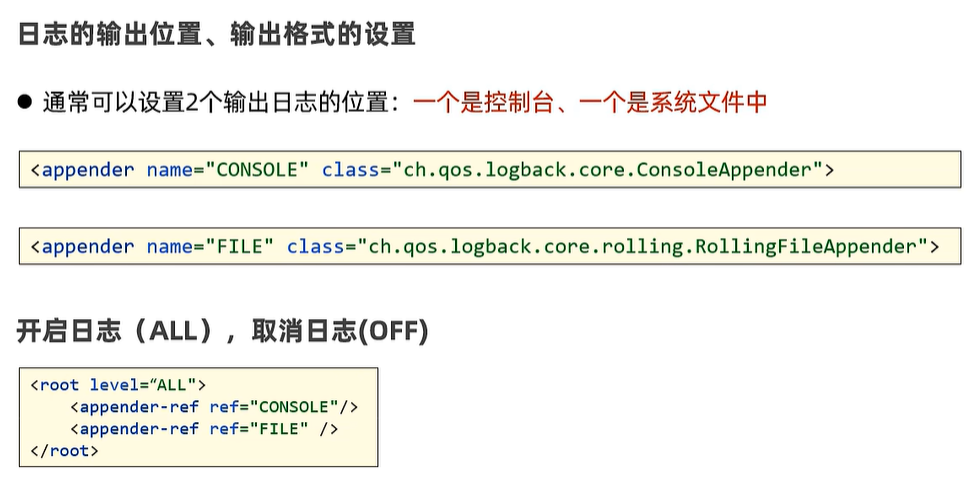 日志的输出位置、输出格式的设置
● 通常可以设置2个输出日志的位置：一个是控制台、一个是系统文件中
<appender name="CONSOLE" class="ch.qos.logback.core.ConsoleAppender">
<appender name="FILE" class="ch.qos.logback.core.rolling.RollingFileAppender">
开启日志（ALL），取消日志(OFF)
<root level=“ALL">
    <appender-ref ref="CONSOLE"/>
    <appender-ref ref="FILE" />
</root>